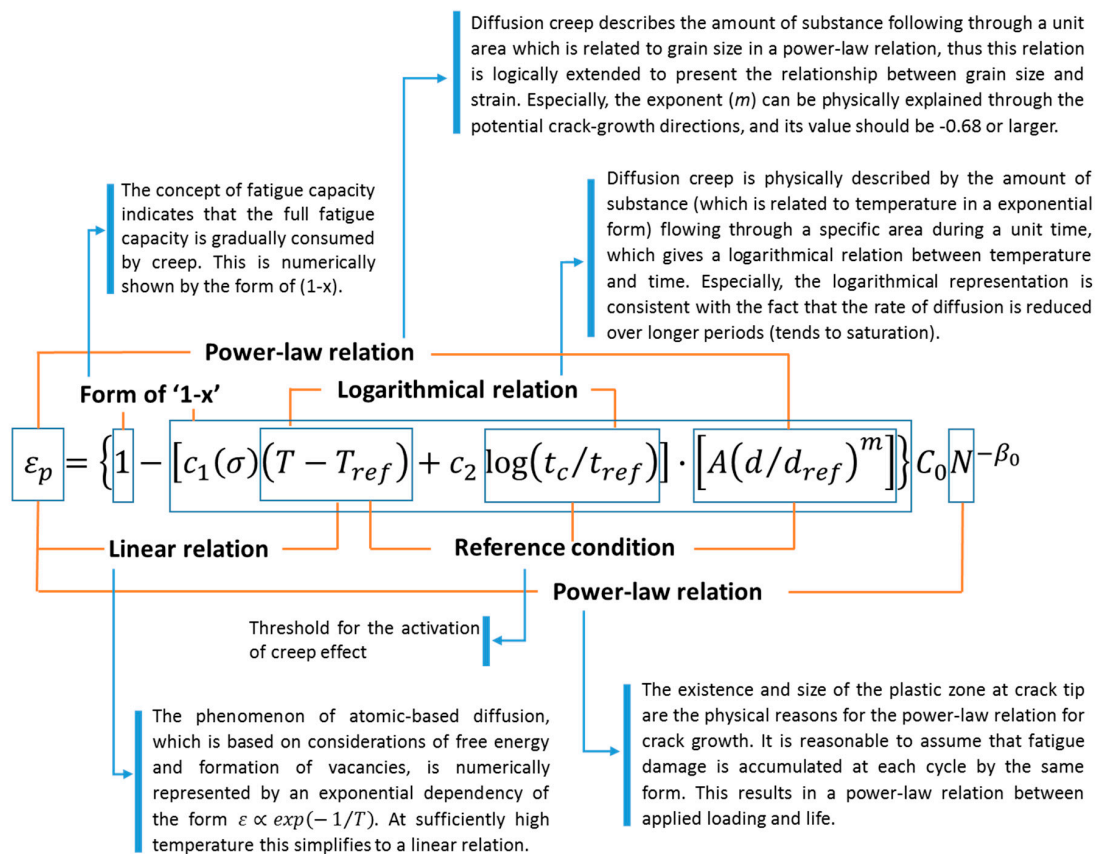 Diffusion creep describes the amount of substance following through a unit
area which is related to grain size in a power-law relation, thus this relation
is logically extended to present the relationship between grain size and
strain. Especially, the exponent (m) can be physically explained through the
potential crack-growth directions, and its value should be -0.68 or larger.
The concept of fatigue capacity
indicates that the full fatigue
capacity is gradually consumed
by creep. This is numerically
shown by the form of (1-x).
Diffusion creep is physically described by the amount of
substance (which is related to temperature in a exponential
form) flowing through a specific area during a unit time,
which gives a logarithmical relation between temperature
and time. Especially, the logarithmical representation is
consistent with the fact that the rate of diffusion is reduced
over longer periods (tends to saturation).
Power-law relation
Form of ‘1-x’
Logarithmical relation
ε_p = {1 − [c_1(σ)(T − T_ref) + c_2 log(t_c/t_ref)] · [A(d/d_ref)^m]}C_0N^−β_0
Linear relation
Reference condition
Power-law relation
Threshold for the activation
of creep effect
The phenomenon of atomic-based diffusion,
which is based on considerations of free energy
and formation of vacancies, is numerically
represented by an exponential dependency of
the form ε ∝ exp(− 1/T). At sufficiently high
temperature this simplifies to a linear relation.
The existence and size of the plastic zone at crack tip
are the physical reasons for the power-law relation for
crack growth. It is reasonable to assume that fatigue
damage is accumulated at each cycle by the same
form. This results in a power-law relation between
applied loading and life.